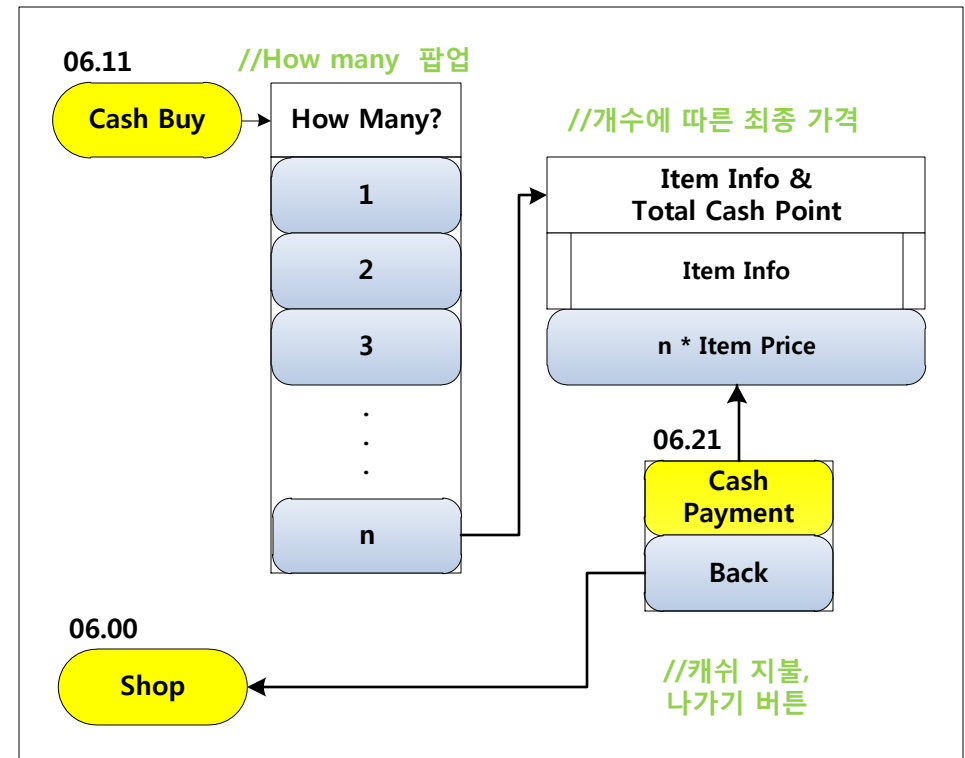 06.11
//How many 팝업
Cash Buy
How Many?
1
2
3
.
.
.
n
//개수에 따른 최종 가격
Item Info &
Total Cash Point
Item Info
n * Item Price
06.21
Cash
Payment
Back
06.00
Shop
//캐쉬 지불,
나가기 버튼